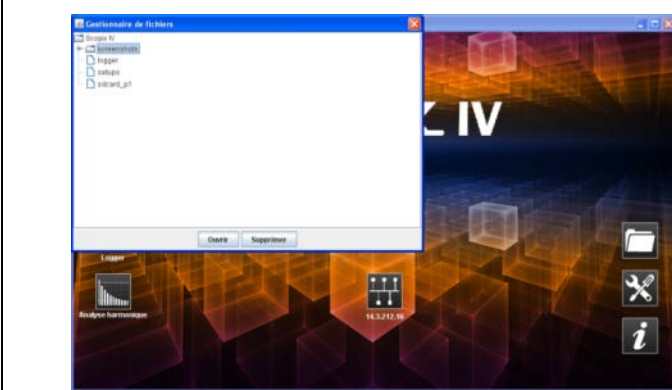 Gestionnaire de fichiers
Scopix IV
screenshots
logger
setups
sdcard_p1
IV
Ouvrir Supprimer
Logger
Analyse harmonique
14.3.212.16